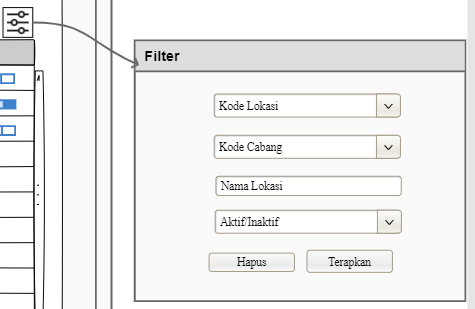 Filter
Kode Lokasi
Kode Cabang
Nama Lokasi
Aktif/Inaktif
Hapus Terapkan